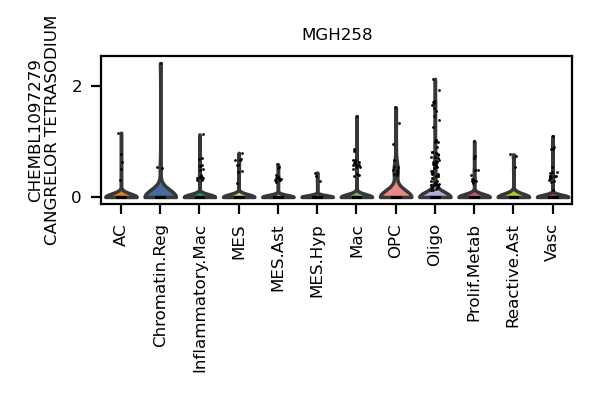 MGH258
CHEMBL1097279
CANGRELOR TETRASODIUM
2
0
AC
Chromatin.Reg
Inflammatory.Mac
MES
MES.Ast
MES.Hyp
Mac
OPC
Oligo
Prolif.Metab
Reactive.Ast
Vasc